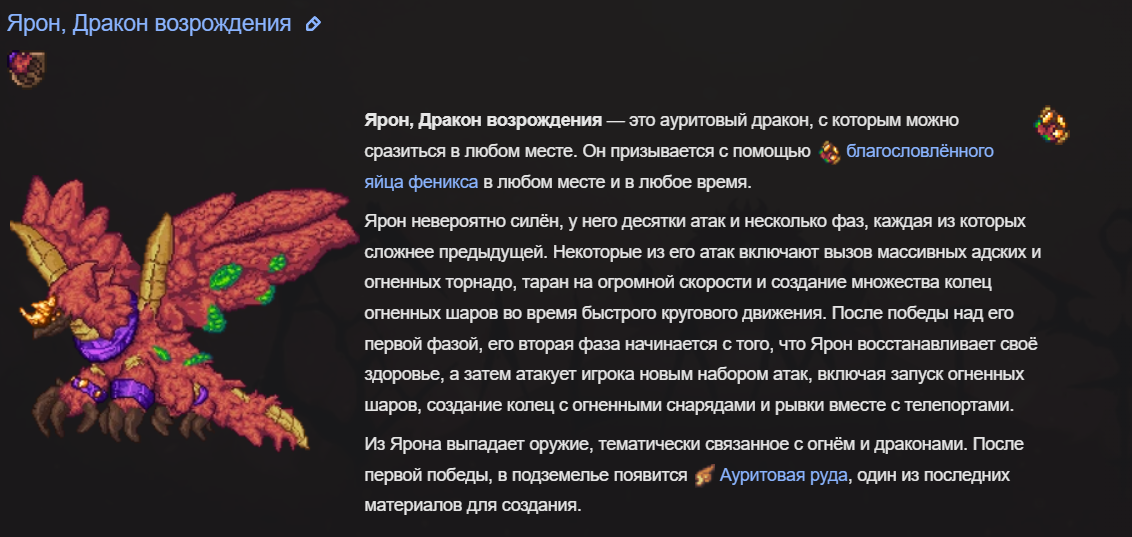 Ярон, Дракон возрождения
Ярон, Дракон возрождения — это ауритовый дракон, с которым можно
сразиться в любом месте. Он призывается с помощью благословлённого
яйца феникса в любом месте и в любое время.
Ярон невероятно силён, у него десятки атак и несколько фаз, каждая из которых
сложнее предыдущей. Некоторые из его атак включают вызов массивных адских и
огненных торнадо, таран на огромной скорости и создание множества колец
огненных шаров во время быстрого кругового движения. После победы над его
первой фазой, его вторая фаза начинается с того, что Ярон восстанавливает своё
здоровье, а затем атакует игрока новым набором атак, включая запуск огненных
шаров, создание колец с огненными снарядами и рывки вместе с телепортами.
Из Ярона выпадает оружие, тематически связанное с огнём и драконами. После
первой победы, в подземелье появится Ауритовая руда, один из последних
материалов для создания.